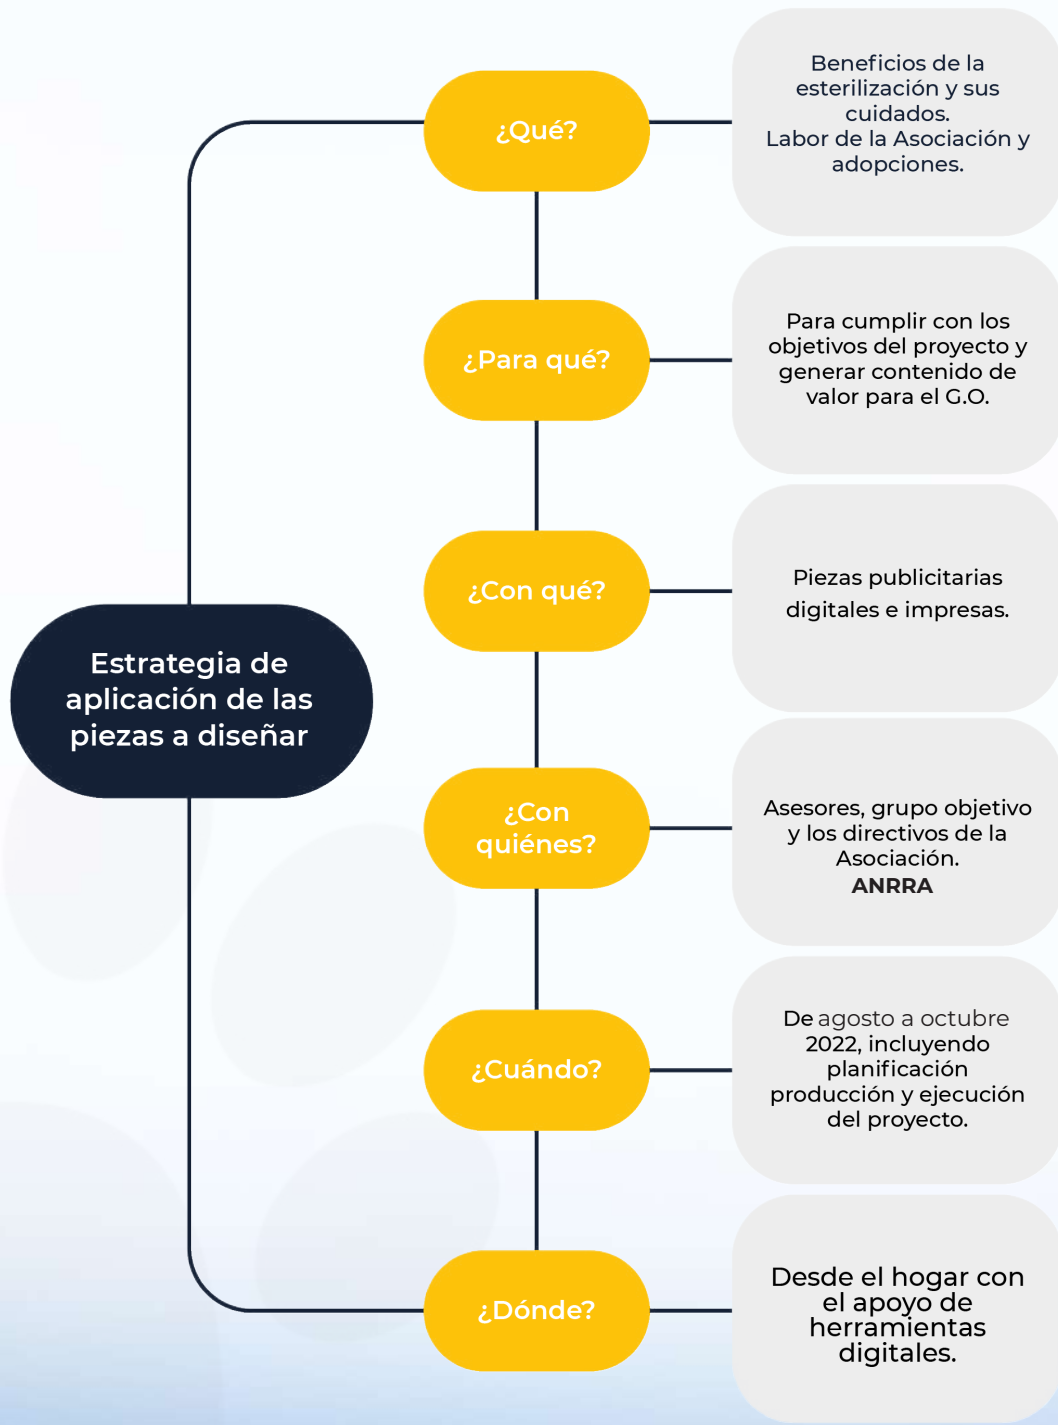 Estrategia de
aplicación de las
piezas a diseñar
¿Qué?
Beneficios de la
esterilización y sus
cuidados.
Labor de la Asociación y
adopciones.
¿Para qué?
Para cumplir con los
objetivos del proyecto y
generar contenido de
valor para el G.O.
¿Con qué?
Piezas publicitarias
digitales e impresas.
¿Con
quiénes?
Asesores, grupo objetivo
y los directivos de la
Asociación.
ANRRA
¿Cuándo?
De agosto a octubre
2022, incluyendo
planificación
producción y ejecución
del proyecto.
¿Dónde?
Desde el hogar con
el apoyo de
herramientas
digitales.